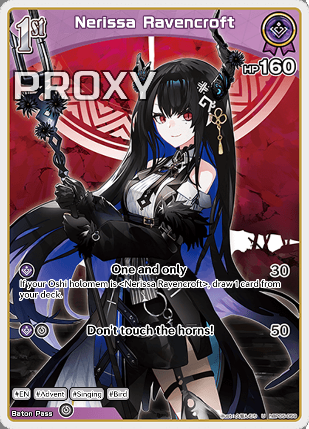 Nerissa Ravencroft
1st
HP160
PROXY
One and only 30
If your Oshi holomem is <Nerissa Ravencroft>, draw 1 card from
your deck.
Don't touch the horns! 50
#EN #Advent #Singing #Bird
Baton Pass